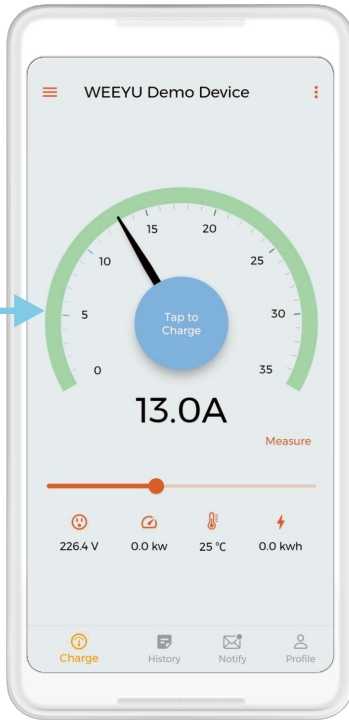 WEEYU Demo Device
15
20
10
25
5
30
0
35
Tap to
Charge
13.0A
Measure
226.4 V
0.0 kw
25 °C
0.0 kwh
Charge
History
Notify
Profile